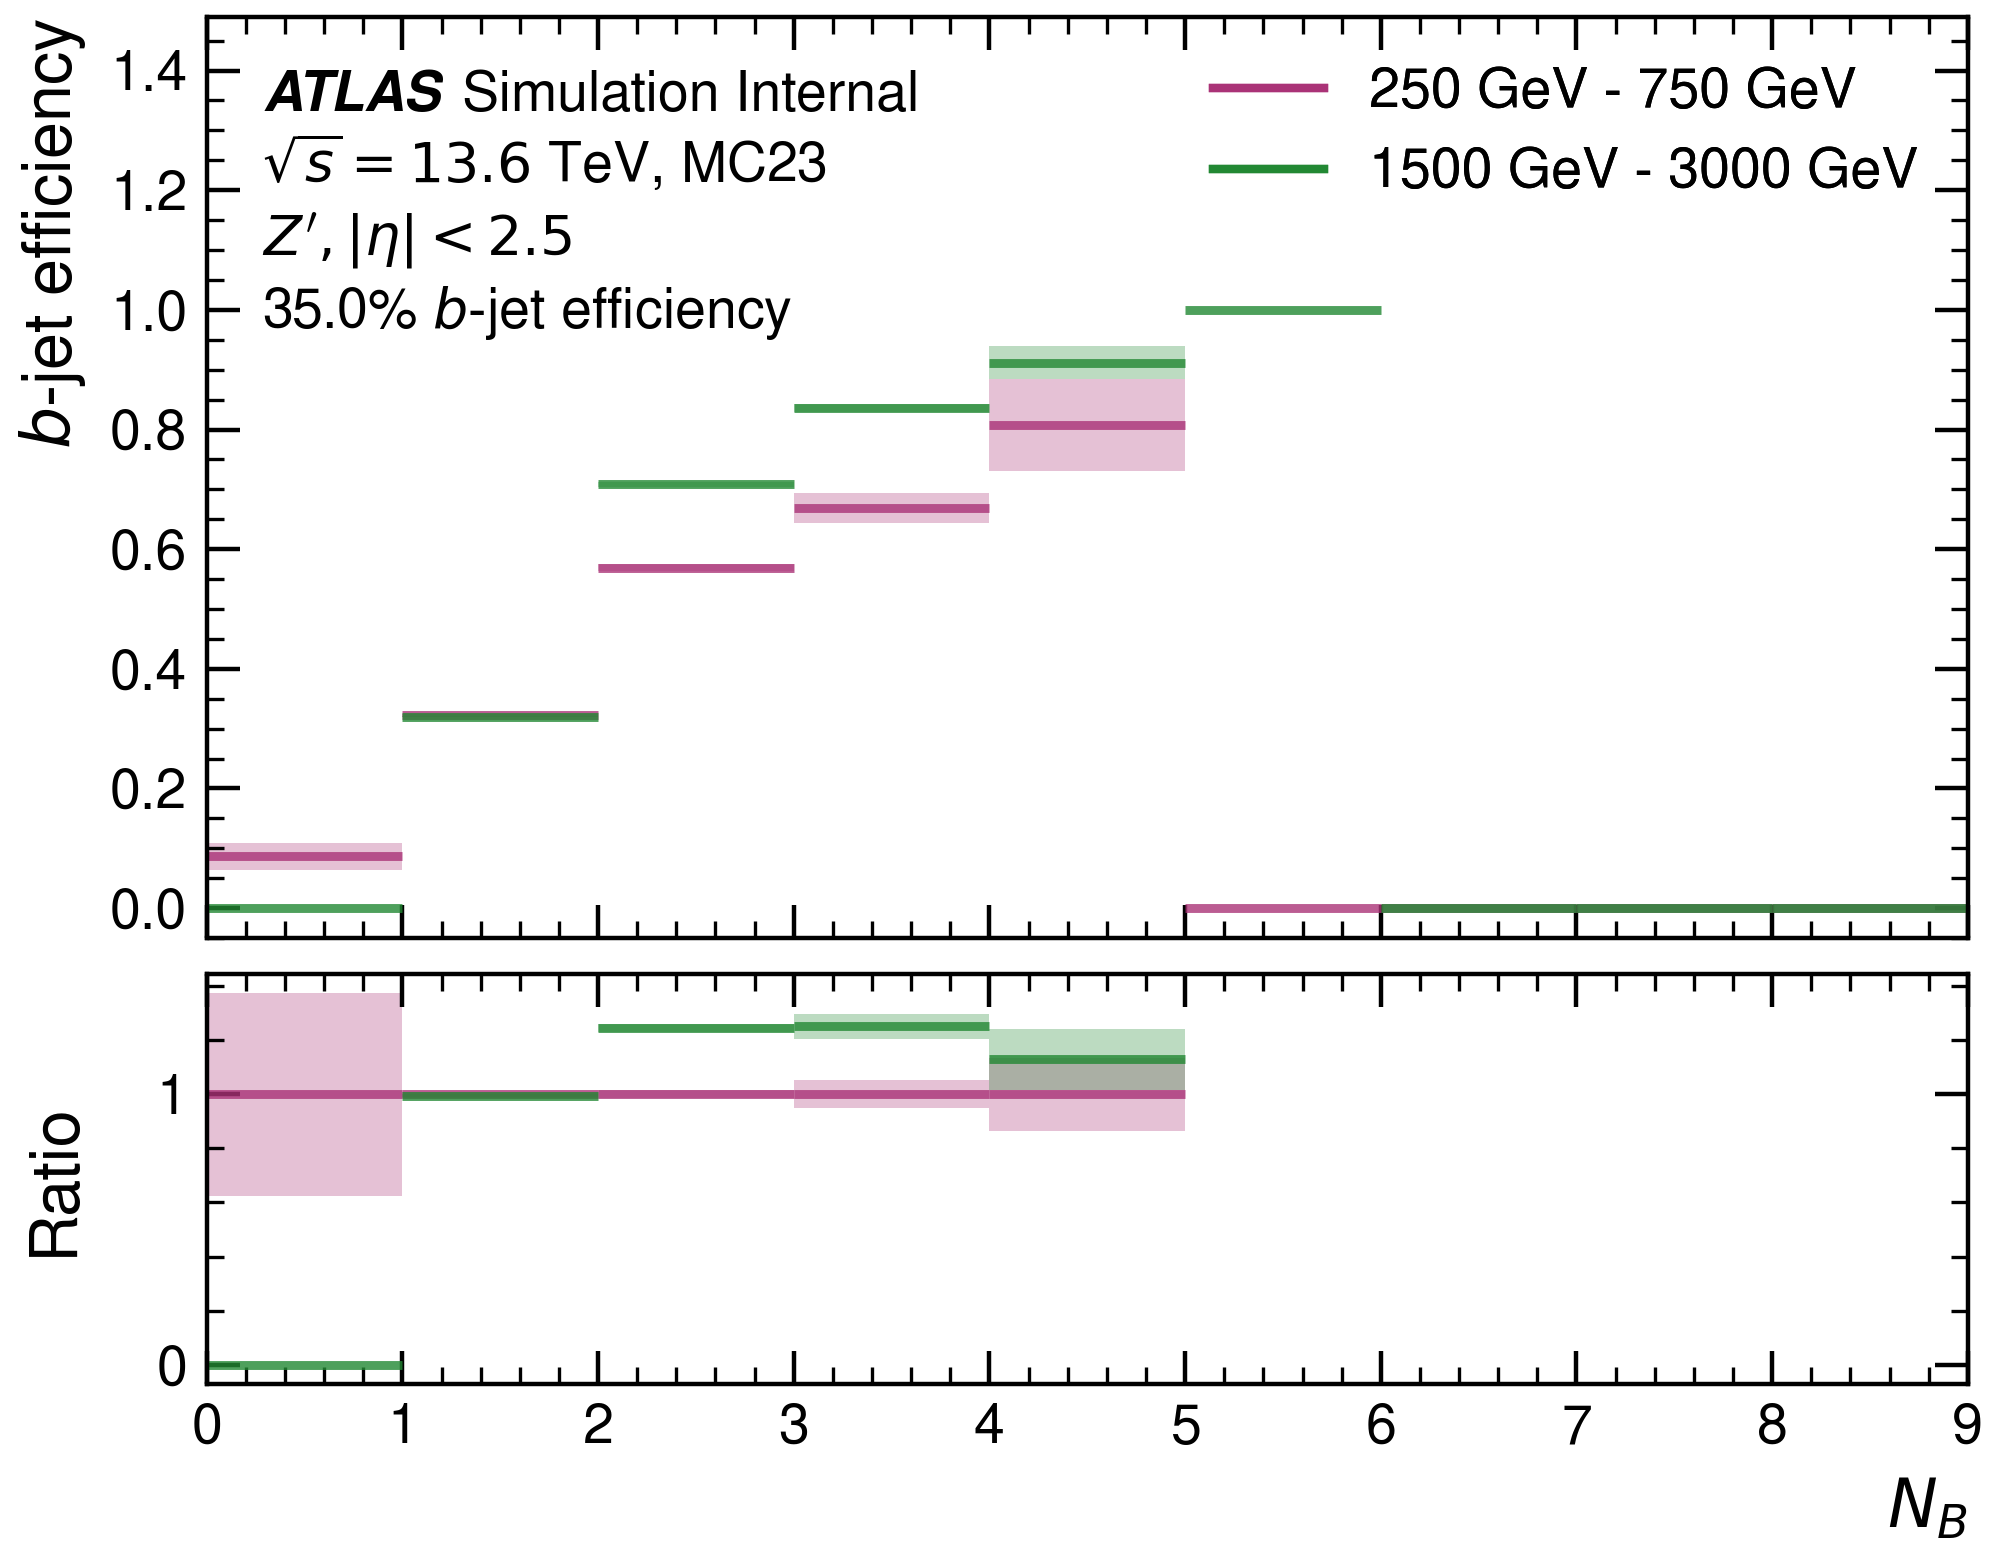 b-jet efficiency
1.4
1.2
1.0
0.8
0.6
0.4
0.2
0.0
ATLAS Simulation Internal
√s = 13.6 TeV, MC23
Z′, |η| < 2.5
35.0% b-jet efficiency
250 GeV - 750 GeV
1500 GeV - 3000 GeV
Ratio
1
0
0 1 2 3 4 5 6 7 8 9
N_B